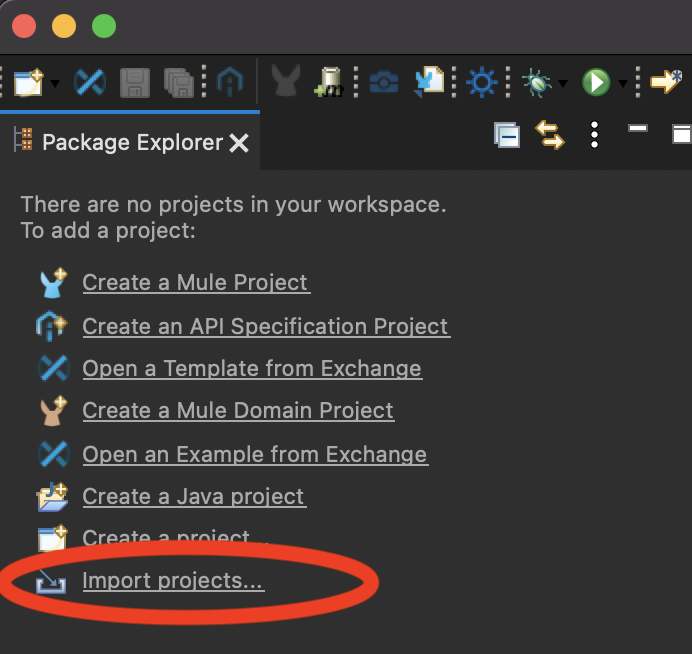 Package Explorer
There are no projects in your workspace.
To add a project:
Create a Mule Project
Create an API Specification Project
Open a Template from Exchange
Create a Mule Domain Project
Open an Example from Exchange
Create a Java project
Create a project...
Import projects...